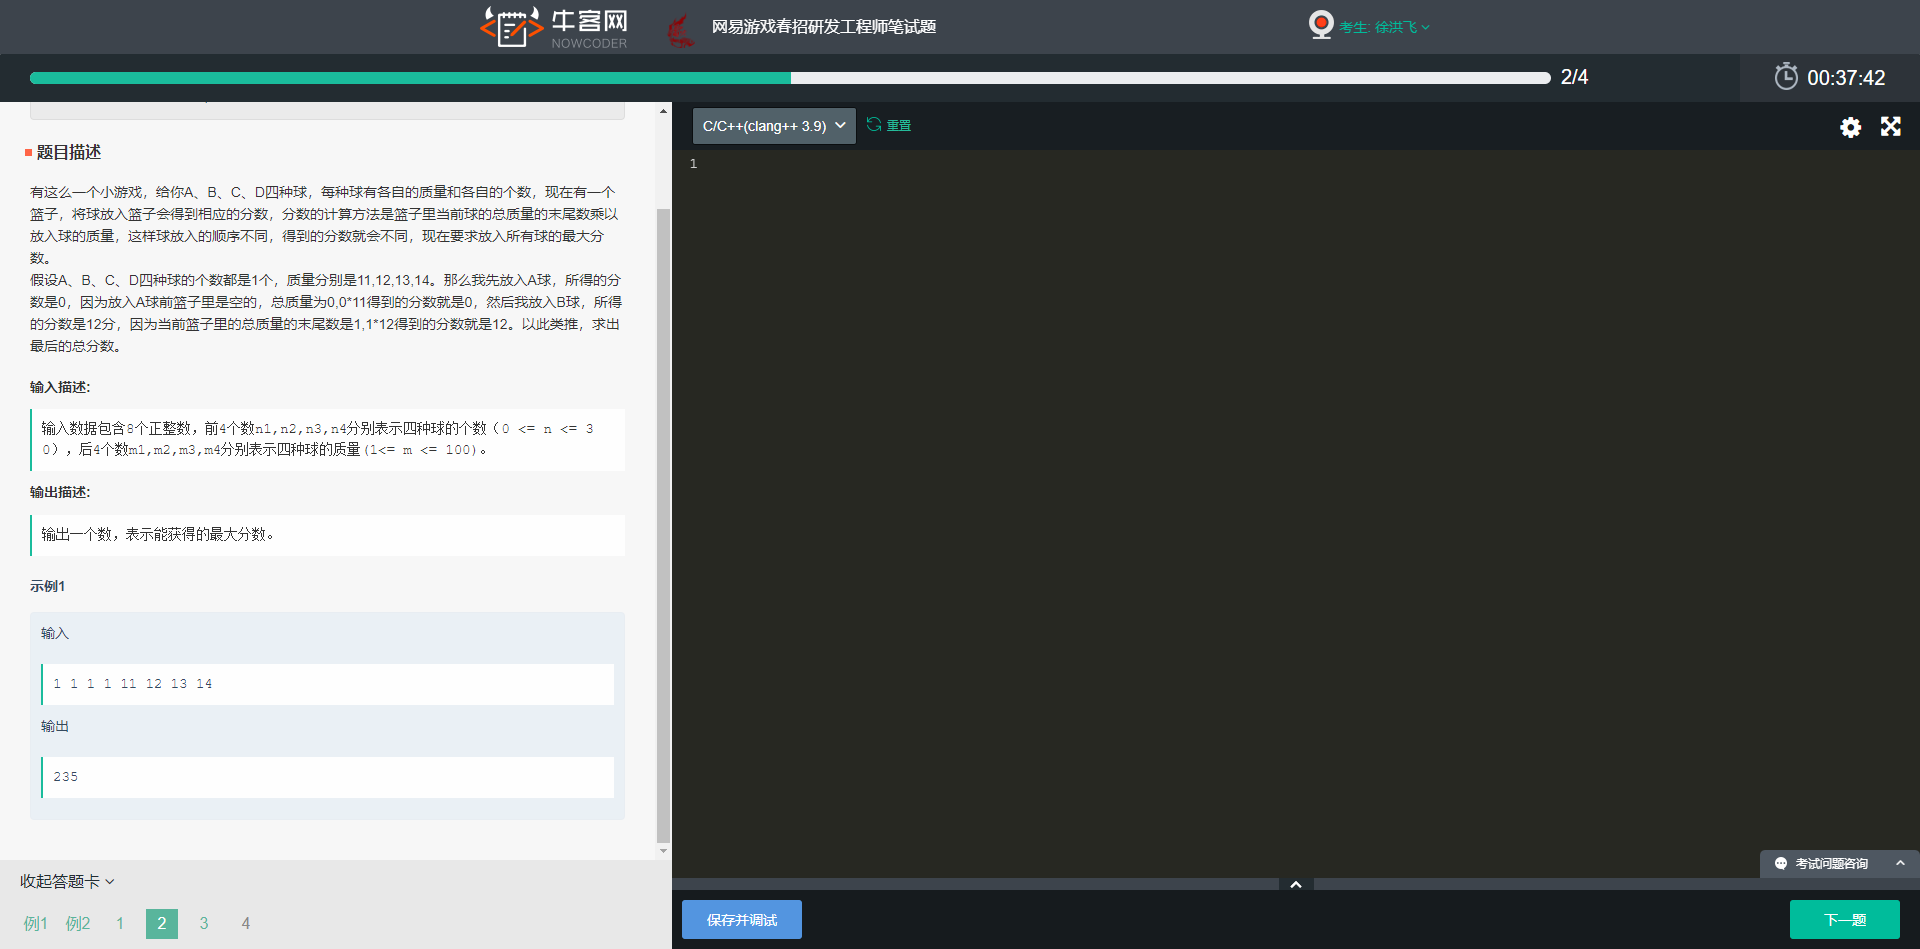 牛客网
NOWCODER
网易游戏春招研发工程师笔试题
考生: 徐洪飞
2/4
00:37:42
题目描述
有这么一个小游戏，给你A、B、C、D四种球，每种球有各自的质量和各自的个数，现在有一个
篮子，将球放入篮子会得到相应的分数，分数的计算方法是篮子里当前球的总质量的末尾数乘以
放入球的质量，这样球放入的顺序不同，得到的分数就会不同，现在要求放入所有球的最大分
数。
假设A、B、C、D四种球的个数都是1个，质量分别是11,12,13,14。那么我先放入A球，所得的分
数是0，因为放入A球前篮子里是空的，总质量为0,0*11得到的分数就是0，然后我放入B球，所得
的分数是12分，因为当前篮子里的总质量的末尾数是1,1*12得到的分数就是12。以此类推，求出
最后的总分数。
输入描述:
输入数据包含8个正整数，前4个数n1,n2,n3,n4分别表示四种球的个数（0 <= n <= 3
0），后4个数m1,m2,m3,m4分别表示四种球的质量(1<= m <= 100)。
输出描述:
输出一个数，表示能获得的最大分数。
示例1
输入
1 1 1 1 11 12 13 14
输出
235
收起答题卡
例1 例2 1 2 3 4
C/C++(clang++ 3.9)
重置
1
考试问题咨询
保存并调试
下一题